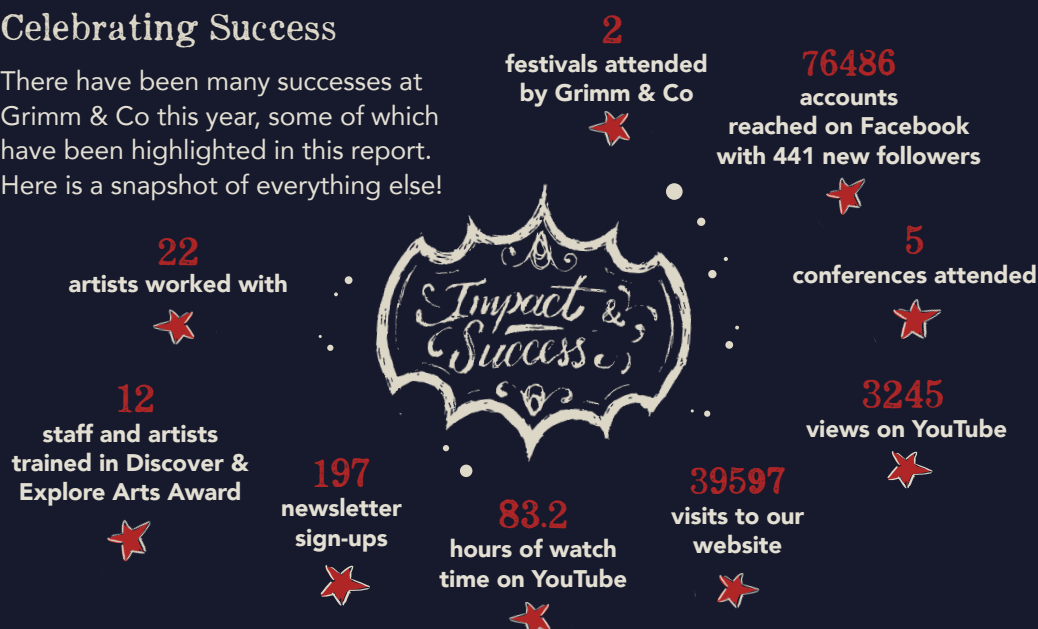 Celebrating Success
There have been many successes at
Grimm & Co this year, some of which
have been highlighted in this report.
Here is a snapshot of everything else!
2
festivals attended
by Grimm & Co
76486
accounts
reached on Facebook
with 441 new followers
22
artists worked with
5
conferences attended
Impact &
Success
12
staff and artists
trained in Discover &
Explore Arts Award
3245
views on YouTube
197
newsletter
sign-ups
83.2
hours of watch
time on YouTube
39597
visits to our
website